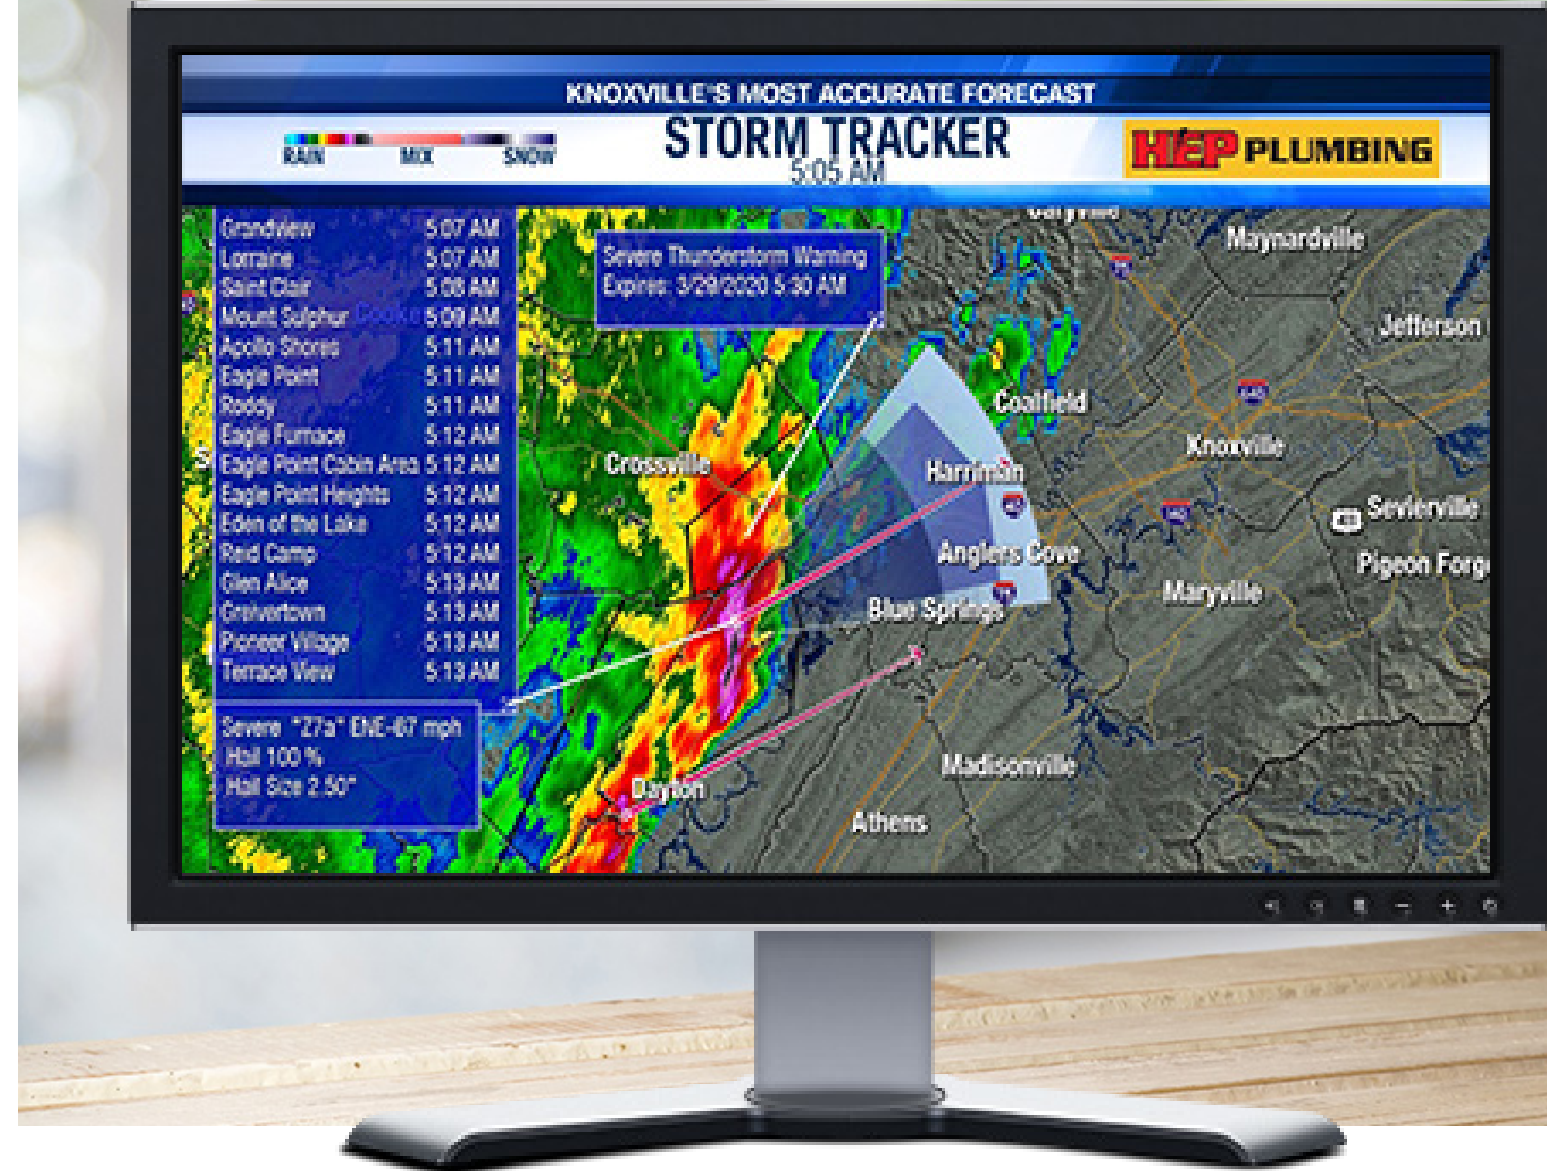 KNOXVILLE'S MOST ACCURATE FORECAST
STORM TRACKER
5:05 AM
RAIN MIX SNOW
HEP PLUMBING
Grandview 5:07 AM
Lorraine 5:07 AM
Saint Clair 5:08 AM
Mount Sulphur 5:09 AM
Apollo Shores 5:11 AM
Eagle Point 5:11 AM
Roddy 5:11 AM
Eagle Furnace 5:12 AM
Eagle Point Cabin Area 5:12 AM
Eagle Point Heights 5:12 AM
Eden of the Lake 5:12 AM
Reid Camp 5:12 AM
Glen Alice 5:13 AM
Pioneer Village 5:13 AM
Terrace View 5:13 AM
Severe Thunderstorm Warning
Expires: 3/29/2020 5:30 AM
Severe "Z7a" ENE-67 mph
Hail 100 %
Hail Size 2.50"
Maynardville
Jefferson
Coalfield
Knoxville
Crossville
Harriman
Sevierville
Anglers Cove
Pigeon Forg
Maryville
Blue Springs
Madisonville
Dayton
Athens